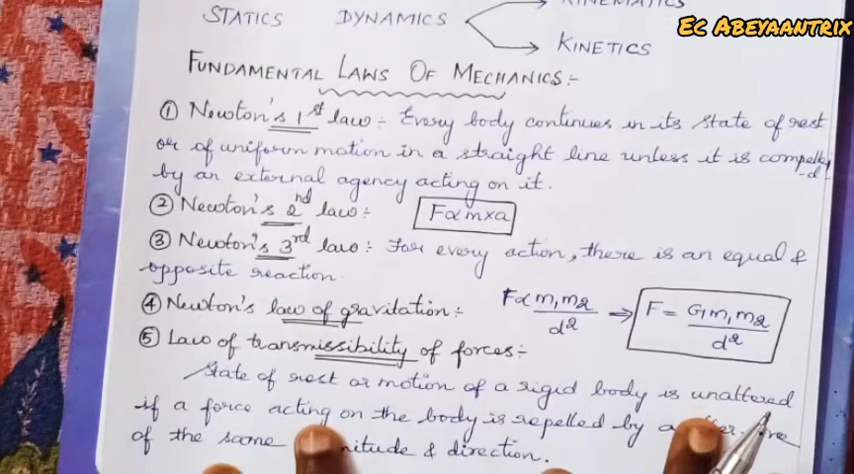 KINEMATICS
Ec ABEYAANTRIX
STATICS DYNAMICS
KINETICS
FUNDAMENTAL LAWS OF MECHANICS:-
① Newton's 1st law:- Every body continues in its state of rest
or of uniform motion in a straight line unless it is compelled
by an external agency acting on it.
② Newton's 2nd law:- F∝m×a
③ Newton's 3rd law:- For every action, there is an equal &
opposite reaction.
④ Newton's law of gravitation:- F∝ m₁m₂/d² → F = Gm₁m₂/d²
⑤ Law of transmissibility of forces:-
State of rest or motion of a rigid body is unaltered
if a force acting on the body is repelled by
of the same & direction.